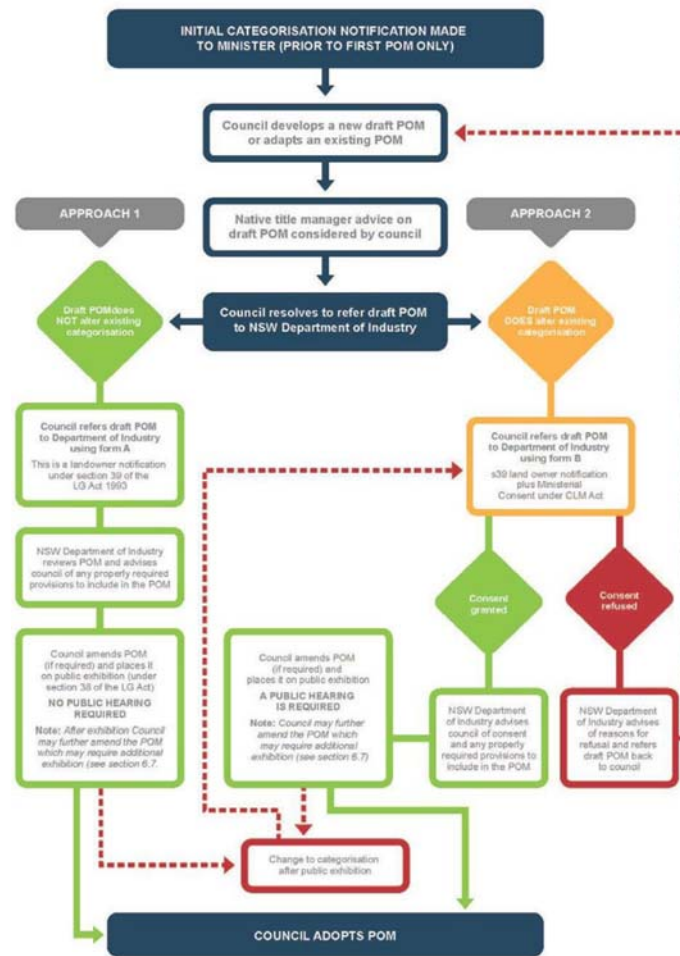 INITIAL CATEGORISATION NOTIFICATION MADE
TO MINISTER (PRIOR TO FIRST POM ONLY)
Council develops a new draft POM
or adapts an existing POM
APPROACH 1
Native title manager advice on
draft POM considered by council
APPROACH 2
Draft POMdoes
NOT alter existing
categorisation
Council resolves to refer draft POM
to NSW Department of Industry
Draft POM
DOES alter existing
categorisation
Council refers draft POM
to Department of Industry
using form A
This is a landowner notification
under section 39 of the
LG Act 1993
Council refers draft POM
to Department of Industry
using form B
s39 land owner notification
plus Ministerial
Consent under CLM Act
NSW Department of Industry
reviews POM and advises
council of any properly required
provisions to include in the POM
Consent
granted
Consent
refused
Council amends POM
(if required) and places it
on public exhibition (under
section 38 of the LG Act)
NO PUBLIC HEARING
REQUIRED
Note: After exhibition Council
may further amend the POM
which may require additional
exhibition (see section 6.7.
Council amends POM
(if required) and
places it on public exhibition
A PUBLIC HEARING
IS REQUIRED
Note: Council may further
amend the POM which
may require additional
exhibition (see section 6.7)
NSW Department
of Industry advises
council of consent
and any properly
required provisions to
include in the POM
NSW Department
of Industry advises
of reasons for
refusal and refers
draft POM back
to council
Change to categorisation
after public exhibition
COUNCIL ADOPTS POM